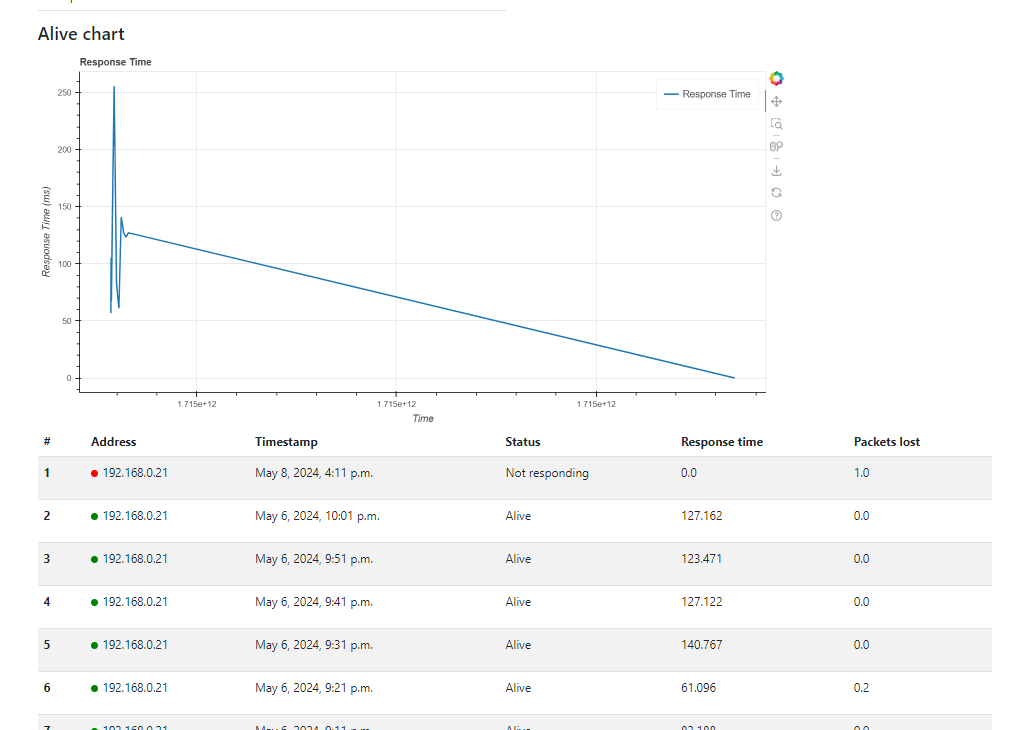 Alive chart
Response Time
Response Time
250
200
150
100
50
0
Response Time (ms)
1.715e+12 1.715e+12 1.715e+12
Time
# Address Timestamp Status Response time Packets lost
1 192.168.0.21 May 8, 2024, 4:11 p.m. Not responding 0.0 1.0
2 192.168.0.21 May 6, 2024, 10:01 p.m. Alive 127.162 0.0
3 192.168.0.21 May 6, 2024, 9:51 p.m. Alive 123.471 0.0
4 192.168.0.21 May 6, 2024, 9:41 p.m. Alive 127.122 0.0
5 192.168.0.21 May 6, 2024, 9:31 p.m. Alive 140.767 0.0
6 192.168.0.21 May 6, 2024, 9:21 p.m. Alive 61.096 0.2
192.168.0.21 May 6, 2024, 9:11 p.m. Alive